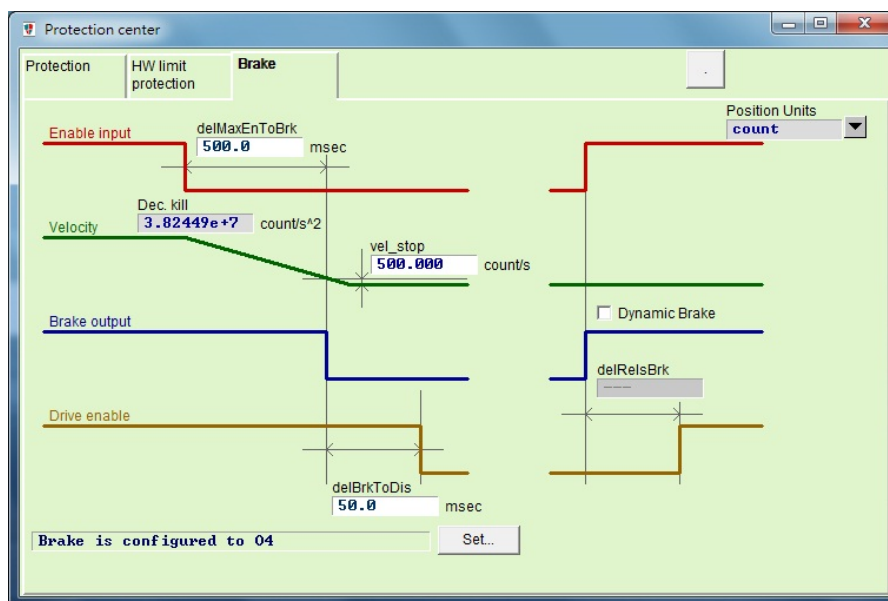 Protection center
Protection
HW limit
protection
Brake
.
Position Units
count
Enable input
delMaxEnToBrk
500.0 msec
Dec. kill
3.82449e+7 count/s^2
Velocity
vel_stop
500.000 count/s
Brake output
Dynamic Brake
delRelsBrk
---
Drive enable
delBrkToDis
50.0 msec
Brake is configured to O4
Set...